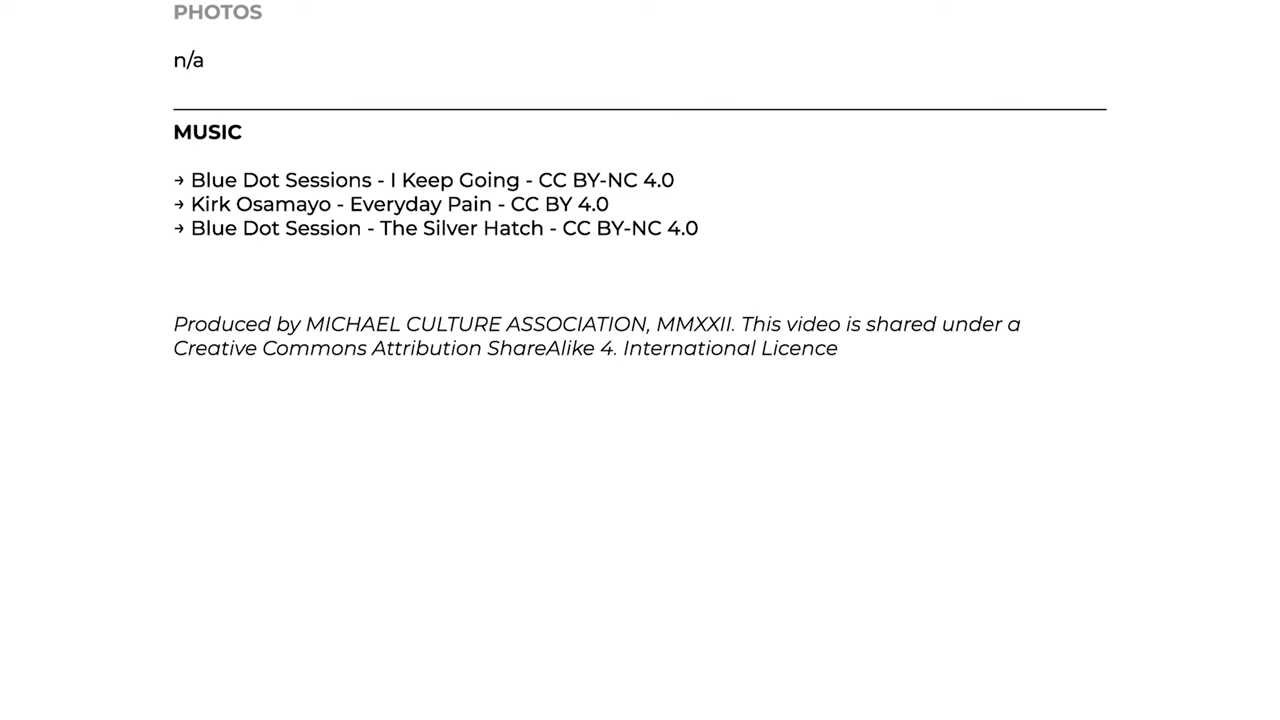 PHOTOS
n/a
MUSIC
→ Blue Dot Sessions - I Keep Going - CC BY-NC 4.0
→ Kirk Osamayo - Everyday Pain - CC BY 4.0
→ Blue Dot Session - The Silver Hatch - CC BY-NC 4.0
Produced by MICHAEL CULTURE ASSOCIATION, MMXXII. This video is shared under a
Creative Commons Attribution ShareAlike 4. International Licence